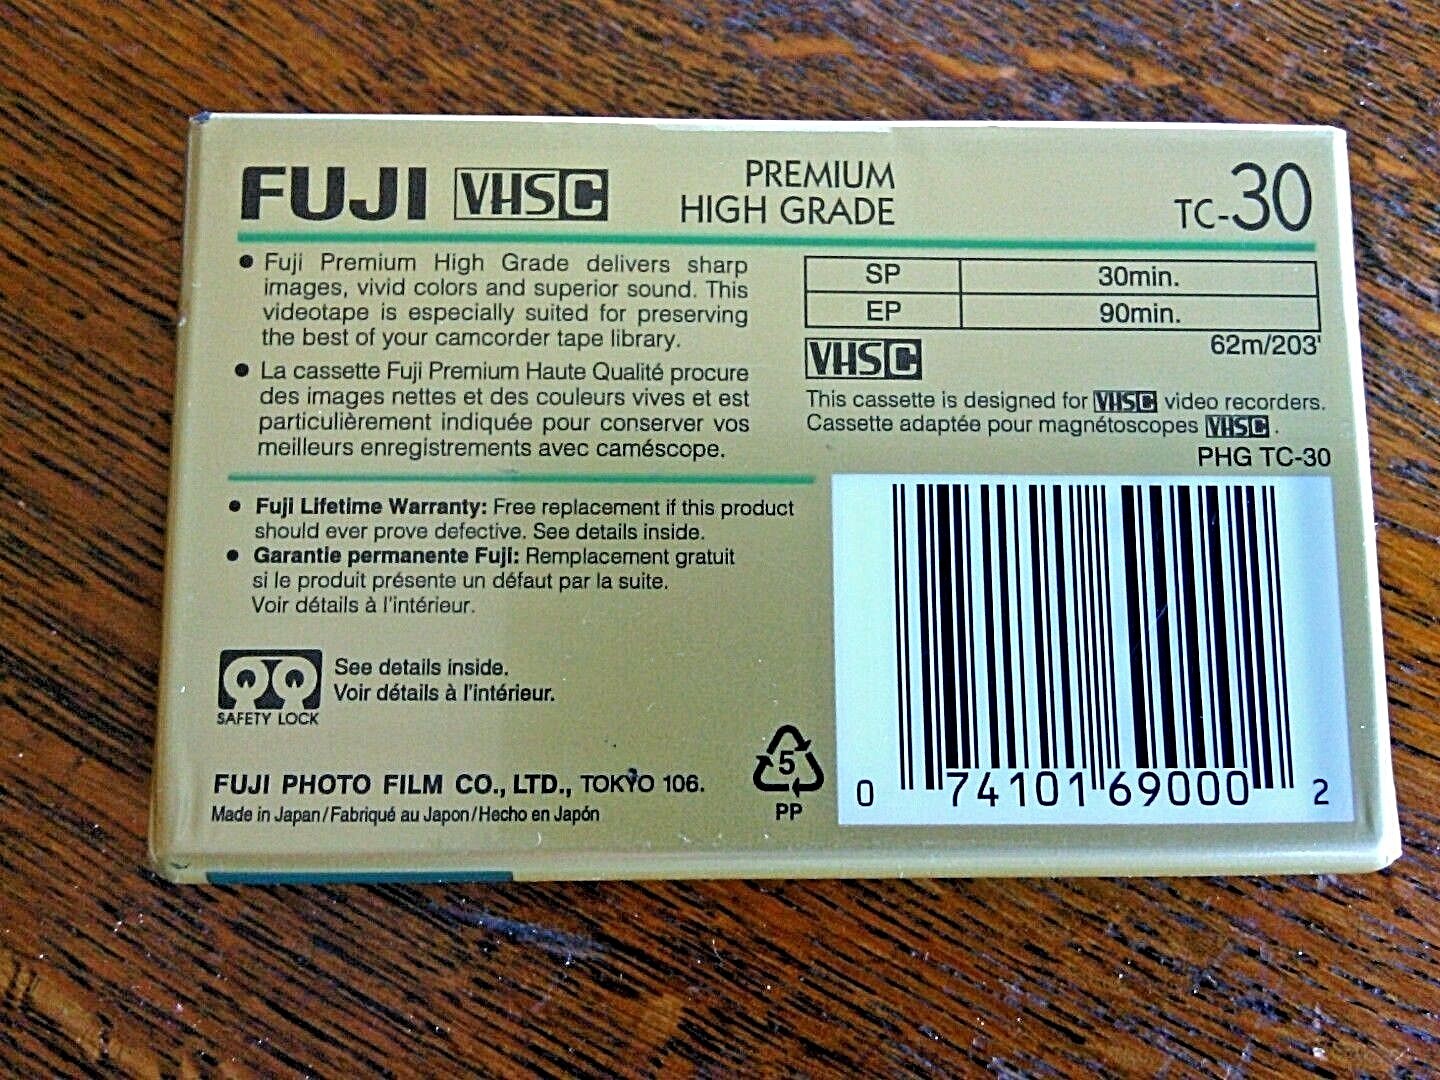 FUJI VHSC PREMIUM
HIGH GRADE TC-30
● Fuji Premium High Grade delivers sharp
images, vivid colors and superior sound. This
videotape is especially suited for preserving
the best of your camcorder tape library.
● La cassette Fuji Premium Haute Qualité procure
des images nettes et des couleurs vives et est
particulièrement indiquée pour conserver vos
meilleurs enregistrements avec caméscope.
SP 30min.
EP 90min.
62m/203'
VHSC
This cassette is designed for VHSC video recorders.
Cassette adaptée pour magnétoscopes VHSC.
PHG TC-30
● Fuji Lifetime Warranty: Free replacement if this product
should ever prove defective. See details inside.
● Garantie permanente Fuji: Remplacement gratuit
si le produit présente un défaut par la suite.
Voir détails à l'intérieur.
See details inside.
Voir détails à l'intérieur.
SAFETY LOCK
FUJI PHOTO FILM CO., LTD., TOKYO 106.
Made in Japan/Fabriqué au Japon/Hecho en Japón
5
PP
0 74101 69000 2